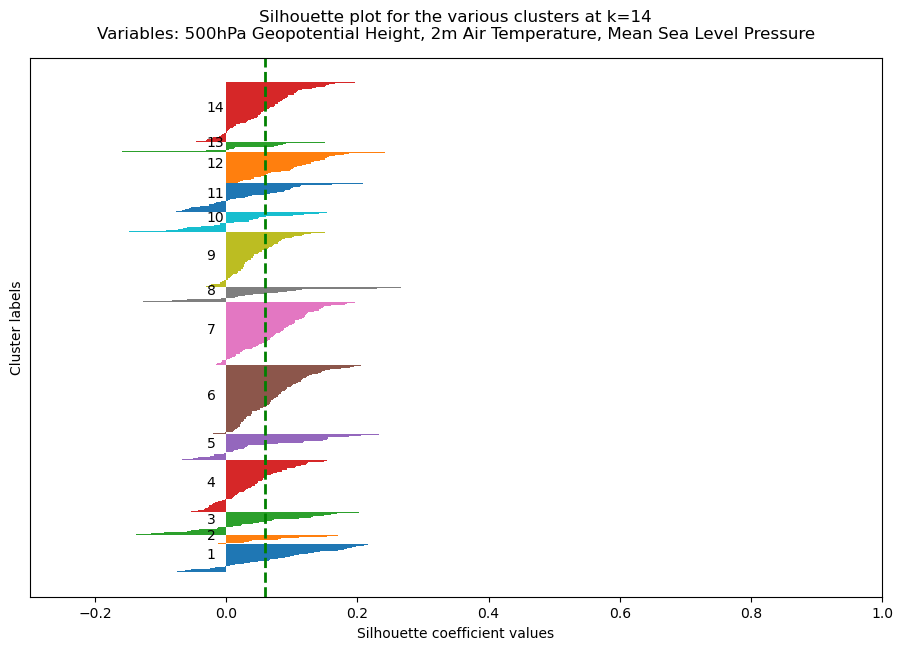 Silhouette plot for the various clusters at k=14
Variables: 500hPa Geopotential Height, 2m Air Temperature, Mean Sea Level Pressure
Cluster labels
14
13
12
11
10
9
8
7
6
5
4
3
2
1
−0.2 0.0 0.2 0.4 0.6 0.8 1.0
Silhouette coefficient values